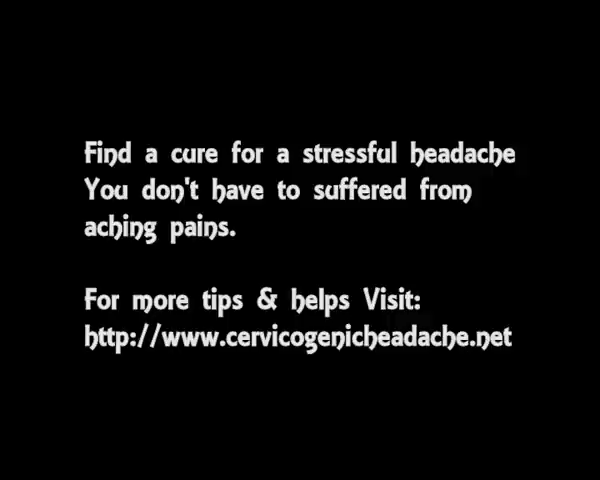 Find a cure for a stressful headache
You don't have to suffered from
aching pains.
For more tips & helps Visit:
http://www.cervicogenicheadache.net